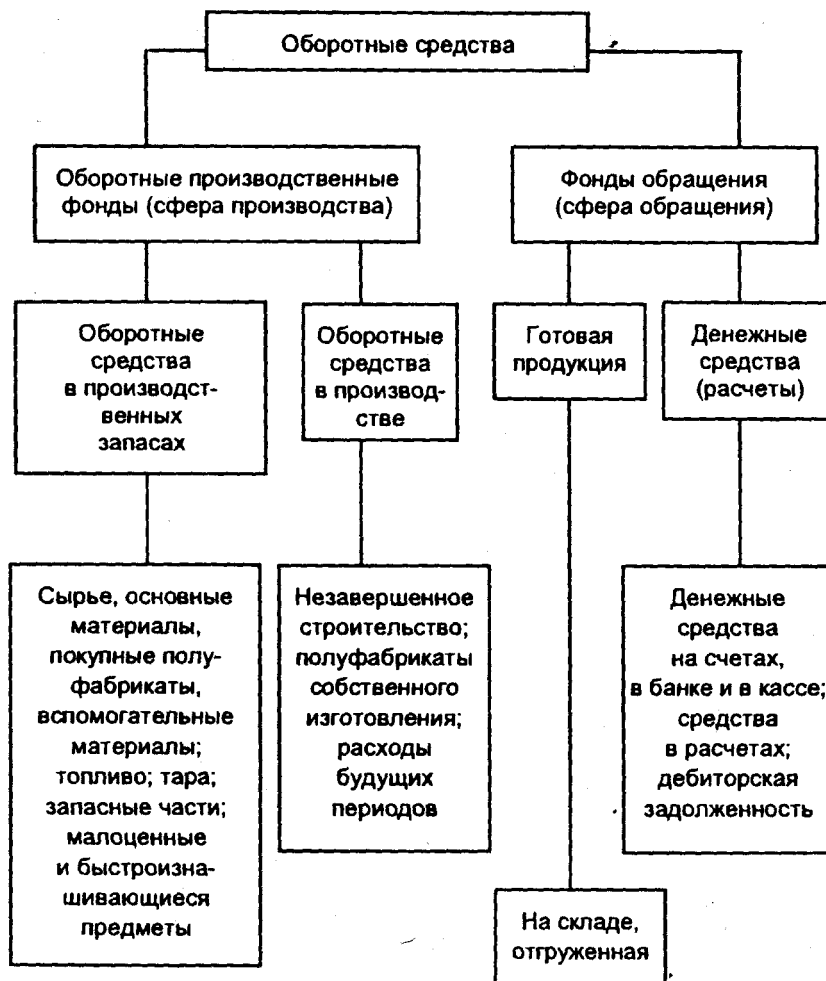 Оборотные средства
Оборотные производственные
фонды (сфера производства)
Фонды обращения
(сфера обращения)
Оборотные
средства
в производст-
венных
запасах
Оборотные
средства
в производ-
стве
Готовая
продукция
Денежные
средства
(расчеты)
Сырье, основные
материалы,
покупные полу-
фабрикаты,
вспомогательные
материалы;
топливо; тара;
запасные части;
малоценные
и быстроизна-
шивающиеся
предметы
Незавершенное
строительство;
полуфабрикаты
собственного
изготовления;
расходы
будущих
периодов
Денежные
средства
на счетах,
в банке и в кассе;
средства
в расчетах;
дебиторская
задолженность
На складе,
отгруженная